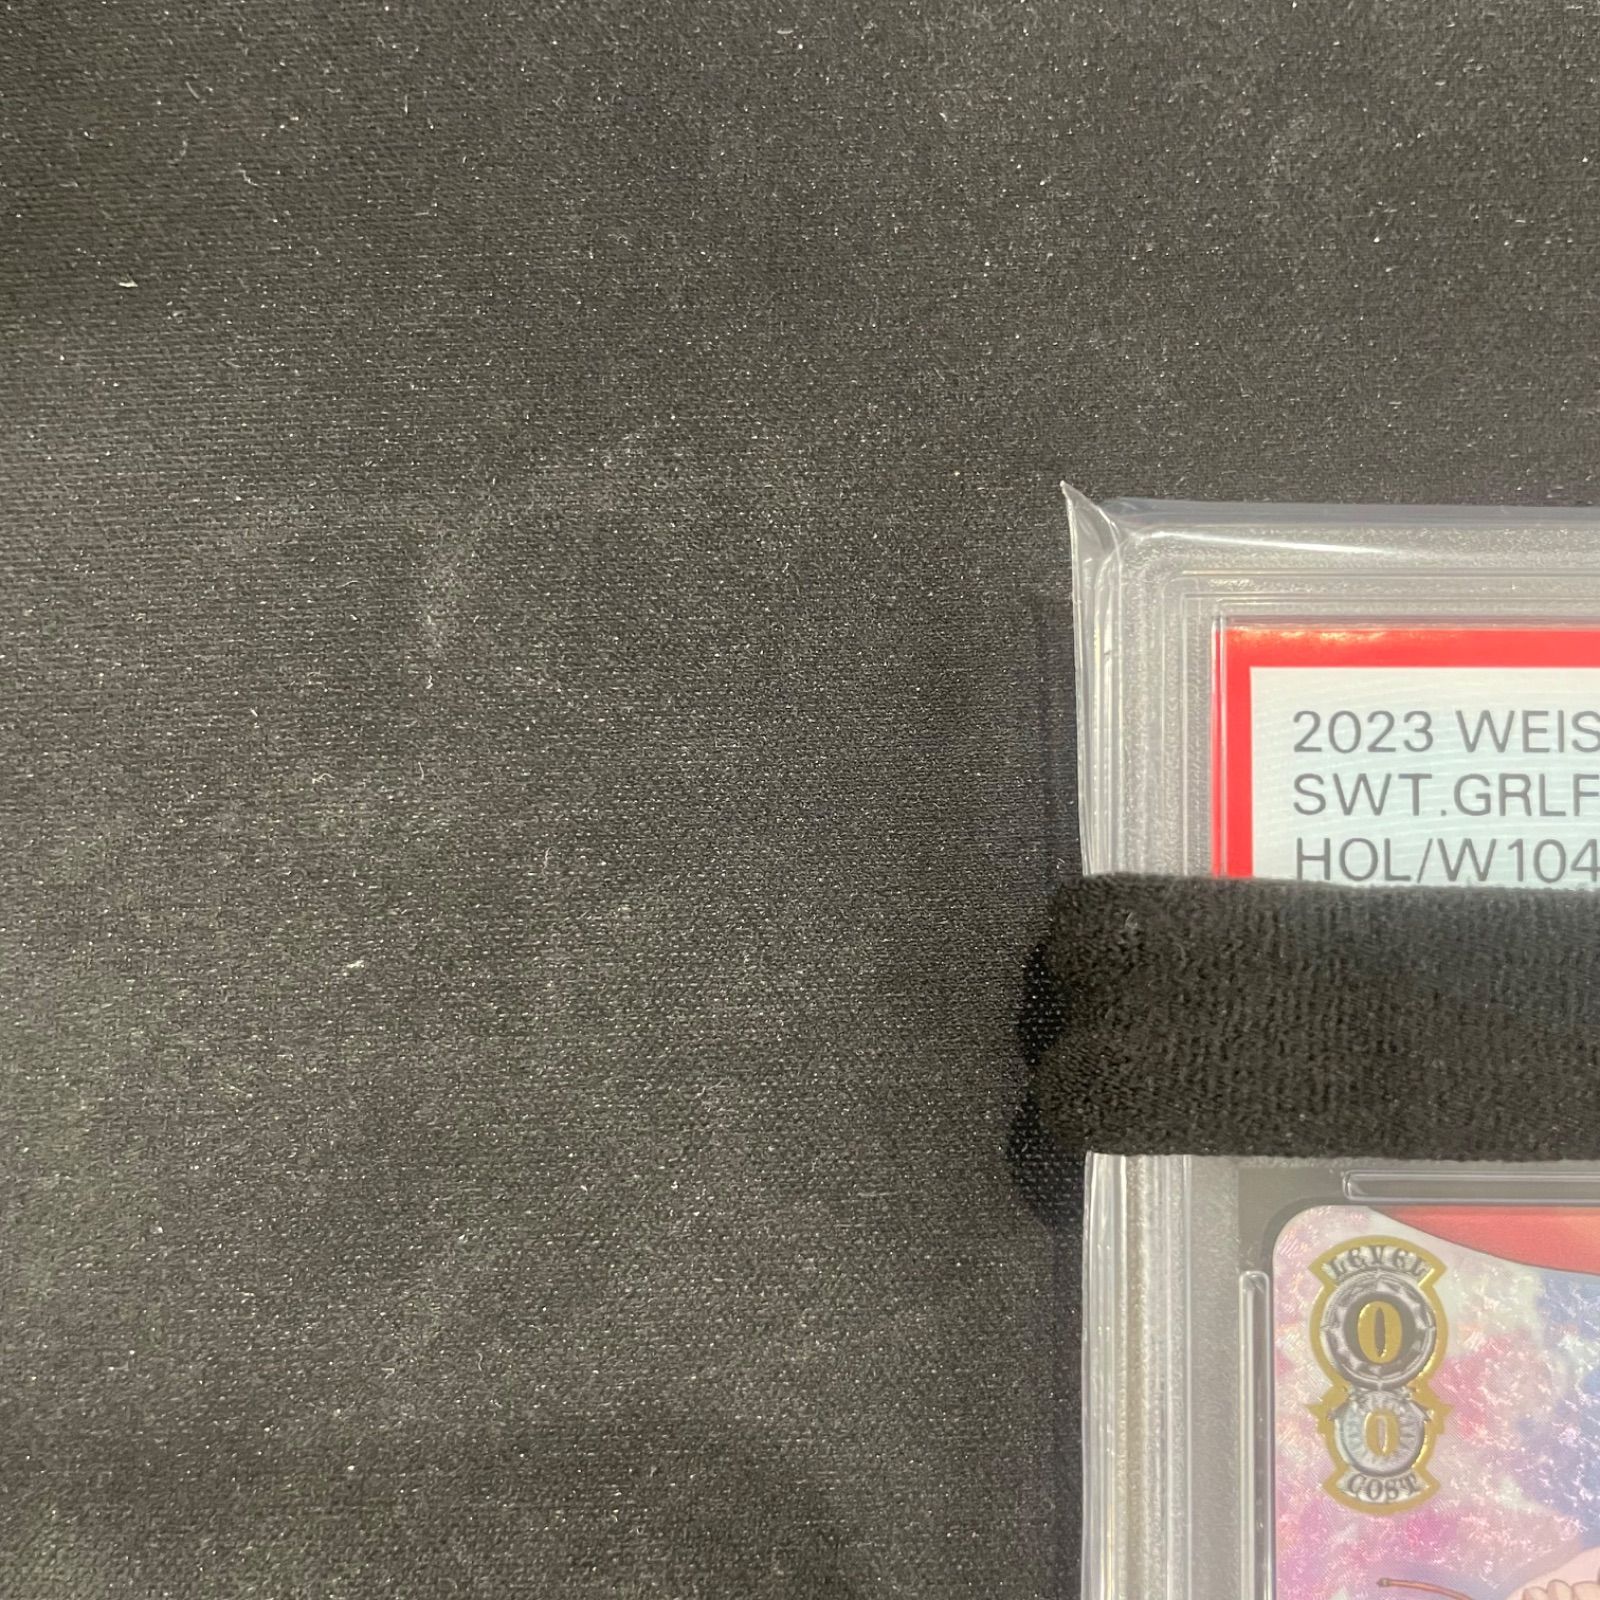 2023 WEIS
SWT.GRLF
HOL/W104
LEVEL
0
0
COST